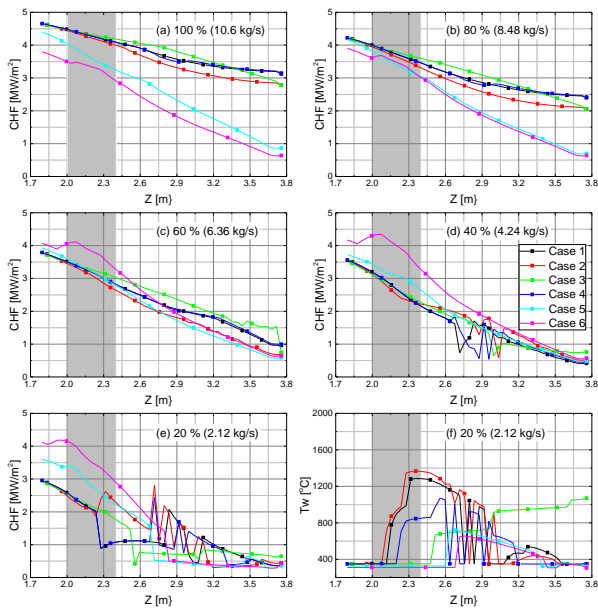 (a) 100 % (10.6 kg/s)
CHF [MW/m²]
5
4
3
2
1
0
1.7 2.0 2.3 2.6 2.9 3.2 3.5 3.8
Z [m}
(b) 80 % (8.48 kg/s)
CHF [MW/m²]
5
4
3
2
1
0
1.7 2.0 2.3 2.6 2.9 3.2 3.5 3.8
Z [m}
(c) 60 % (6.36 kg/s)
CHF [MW/m²]
5
4
3
2
1
0
1.7 2.0 2.3 2.6 2.9 3.2 3.5 3.8
Z [m}
(d) 40 % (4.24 kg/s)
CHF [MW/m²]
5
4
3
2
1
0
Case 1
Case 2
Case 3
Case 4
Case 5
Case 6
1.7 2.0 2.3 2.6 2.9 3.2 3.5 3.8
Z [m}
(e) 20 % (2.12 kg/s)
CHF [MW/m²]
5
4
3
2
1
0
1.7 2.0 2.3 2.6 2.9 3.2 3.5 3.8
Z [m}
(f) 20 % (2.12 kg/s)
Tw [°C]
2000
1600
1200
800
400
1.7 2.0 2.3 2.6 2.9 3.2 3.5 3.8
Z [m}